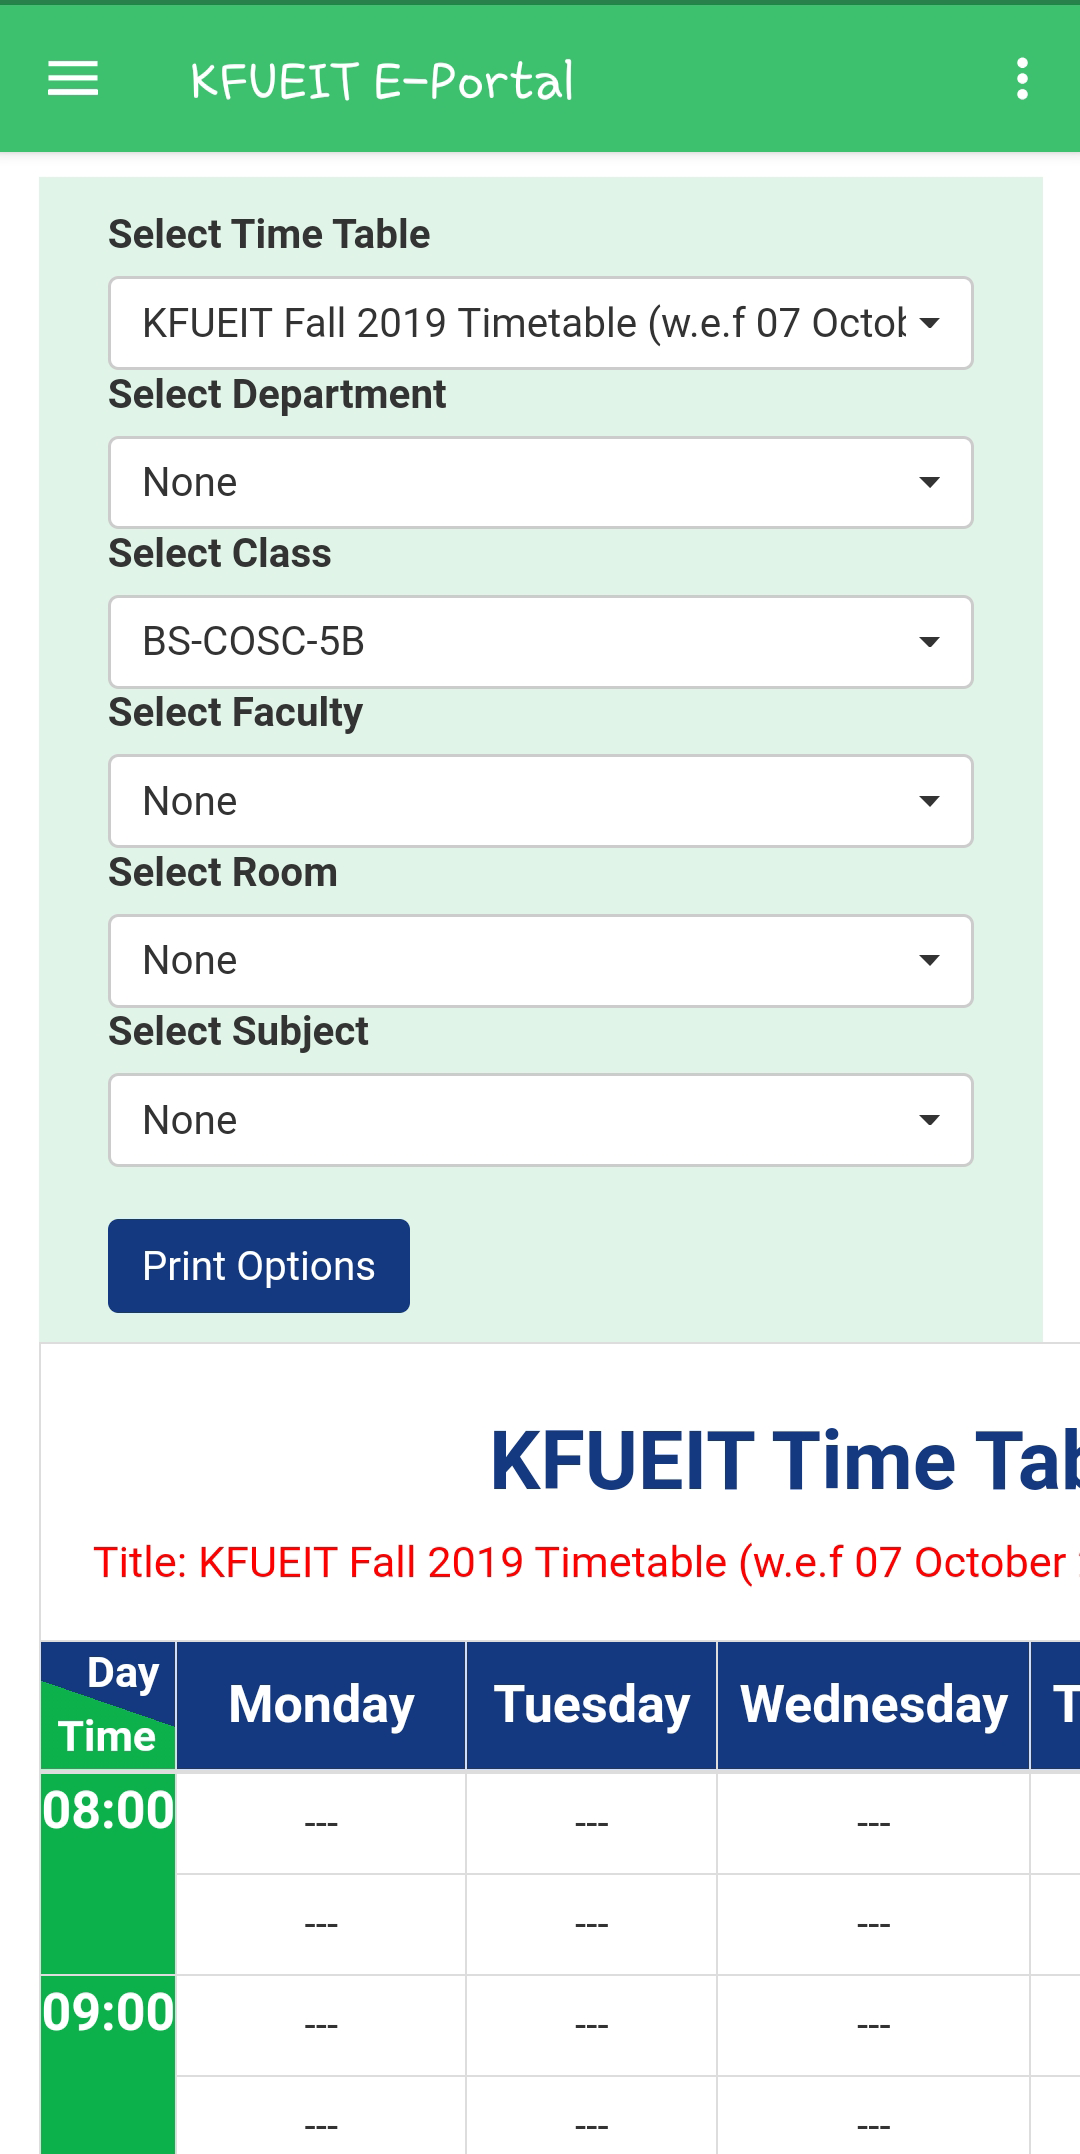 KFUEIT E-Portal
Select Time Table
KFUEIT Fall 2019 Timetable (w.e.f 07 Octob
Select Department
None
Select Class
BS-COSC-5B
Select Faculty
None
Select Room
None
Select Subject
None
Print Options
KFUEIT Time Tab
Title: KFUEIT Fall 2019 Timetable (w.e.f 07 October
Day
Time
Monday Tuesday Wednesday T
08:00 --- --- ---
--- --- ---
09:00 --- --- ---
--- --- ---